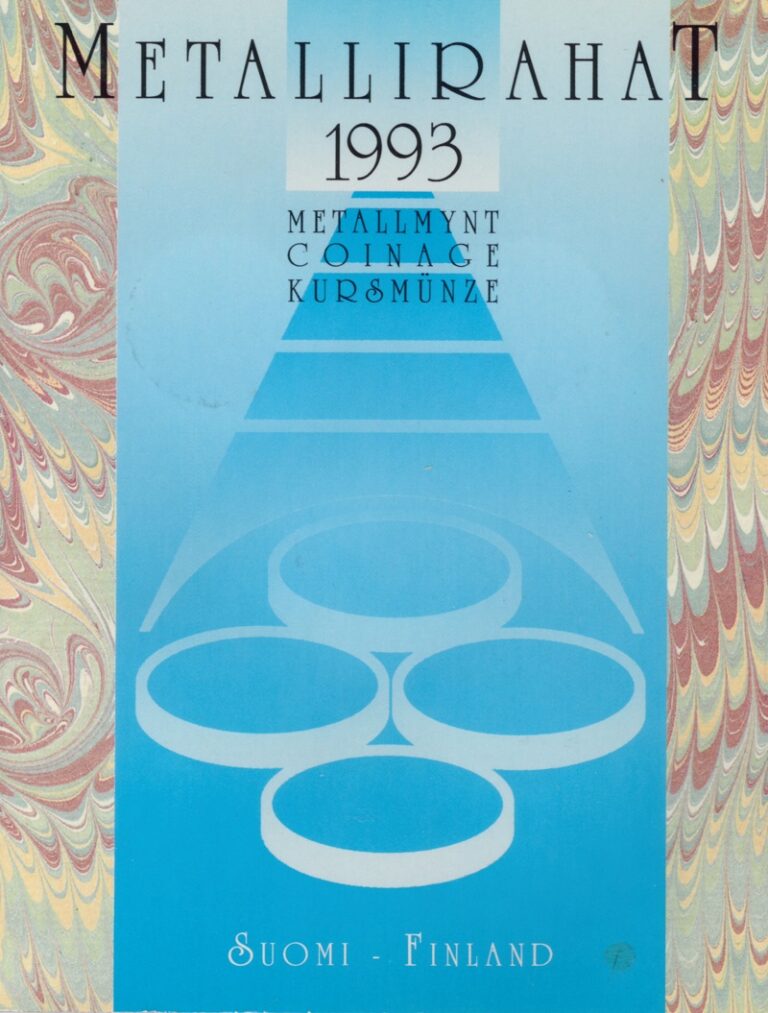 METALLIRAHAT
1993
METALLMYNT
COINAGE
KURSMÜNZE
SUOMI - FINLAND